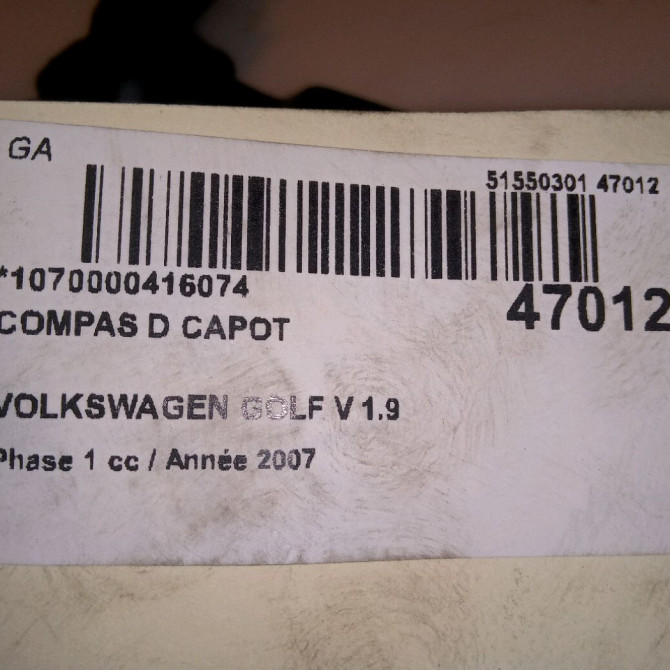 GA
51550301 47012
*1070000416074
47012
COMPAS D CAPOT
VOLKSWAGEN GOLF V 1.9
Phase 1 cc / Année 2007